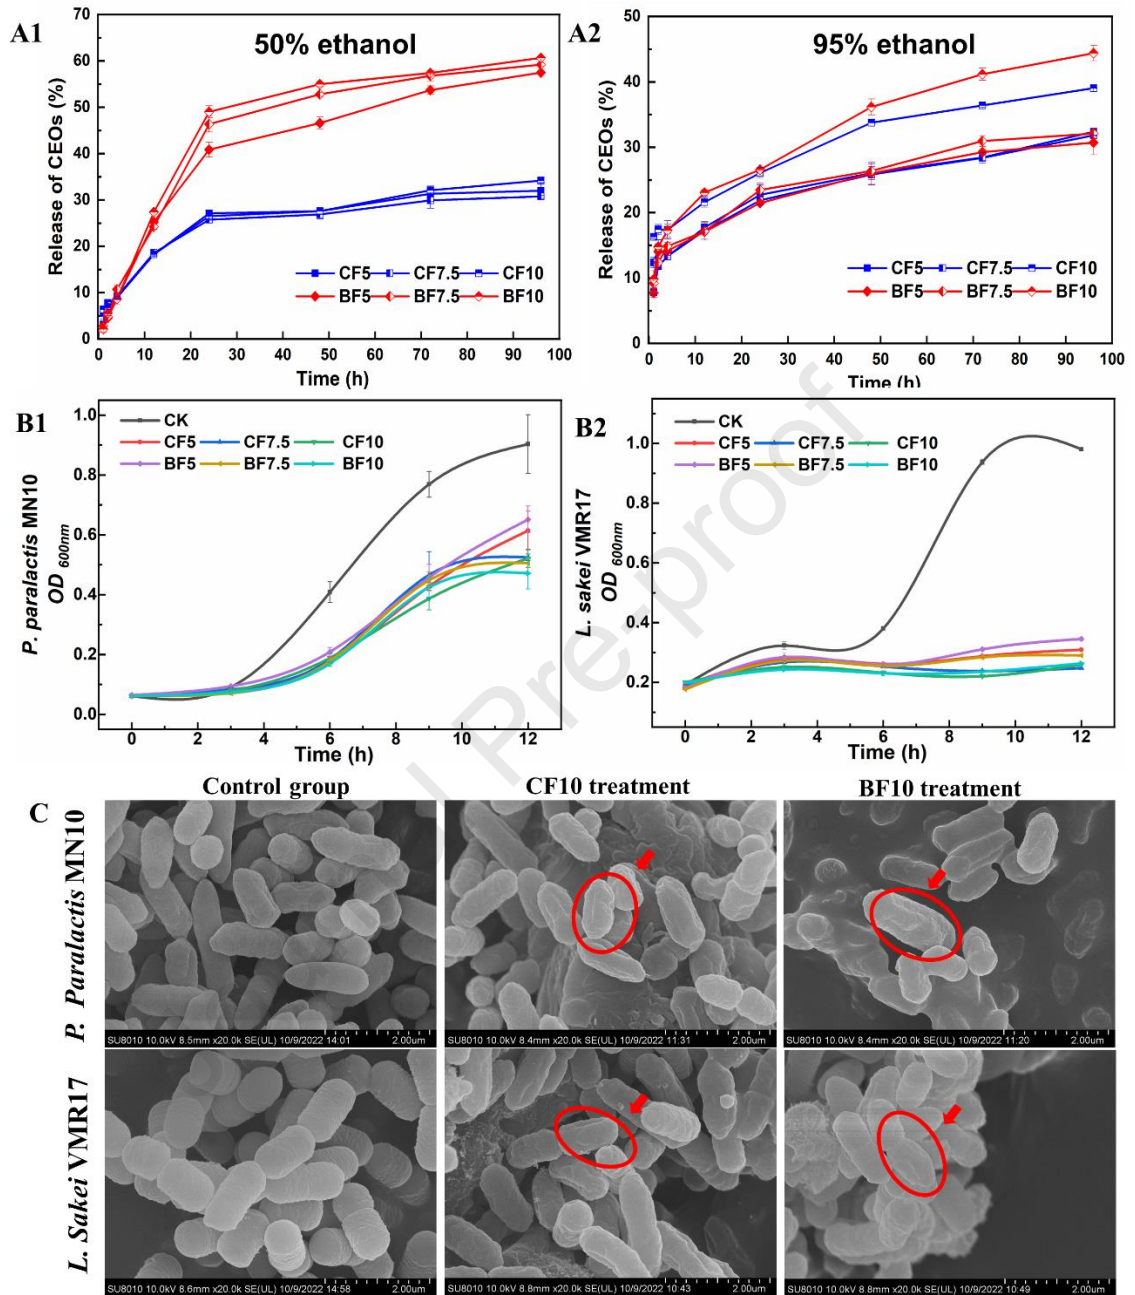 A1
50% ethanol
Release of CEOs (%)
70
60
50
40
30
20
10
0
CF5 CF7.5 CF10
BF5 BF7.5 BF10
0 10 20 30 40 50 60 70 80 90 100
Time (h)
A2
95% ethanol
Release of CEOs (%)
50
40
30
20
10
0
CF5 CF7.5 CF10
BF5 BF7.5 BF10
0 10 20 30 40 50 60 70 80 90 100
Time (h)
B1
P. paralactis MN10
OD 600nm
1.0
0.8
0.6
0.4
0.2
0.0
CK
CF5 CF7.5 CF10
BF5 BF7.5 BF10
0 2 4 6 8 10 12
Time (h)
B2
L. sakei VMR17
OD 600nm
1.0
0.8
0.6
0.4
0.2
CK
CF5 CF7.5 CF10
BF5 BF7.5 BF10
0 2 4 6 8 10 12
Time (h)
Pre-proof
C
Control group CF10 treatment BF10 treatment
P. Paralactis MN10
SU8010 10.0kV 8.5mm x20.0k SE(UL) 10/9/2022 14:01 2.00um
SU8010 10.0kV 8.4mm x20.0k SE(UL) 10/9/2022 11:31 2.00um
SU8010 10.0kV 8.4mm x20.0k SE(UL) 10/9/2022 11:20 2.00um
L. Sakei VMR17
SU8010 10.0kV 8.6mm x20.0k SE(UL) 10/9/2022 14:58 2.00um
SU8010 10.0kV 8.8mm x20.0k SE(UL) 10/9/2022 10:43 2.00um
SU8010 10.0kV 8.8mm x20.0k SE(UL) 10/9/2022 10:49 2.00um